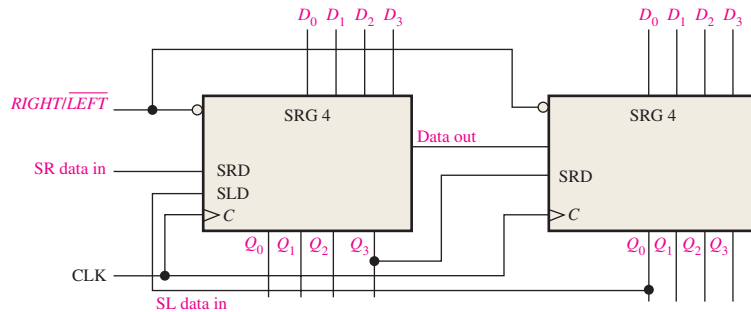 D0 D1 D2 D3
D0 D1 D2 D3
RIGHT/LEFT
SRG 4
SRG 4
Data out
SR data in
SRD
SRD
SLD
C
C
Q0 Q1 Q2 Q3
Q0 Q1 Q2 Q3
CLK
SL data in